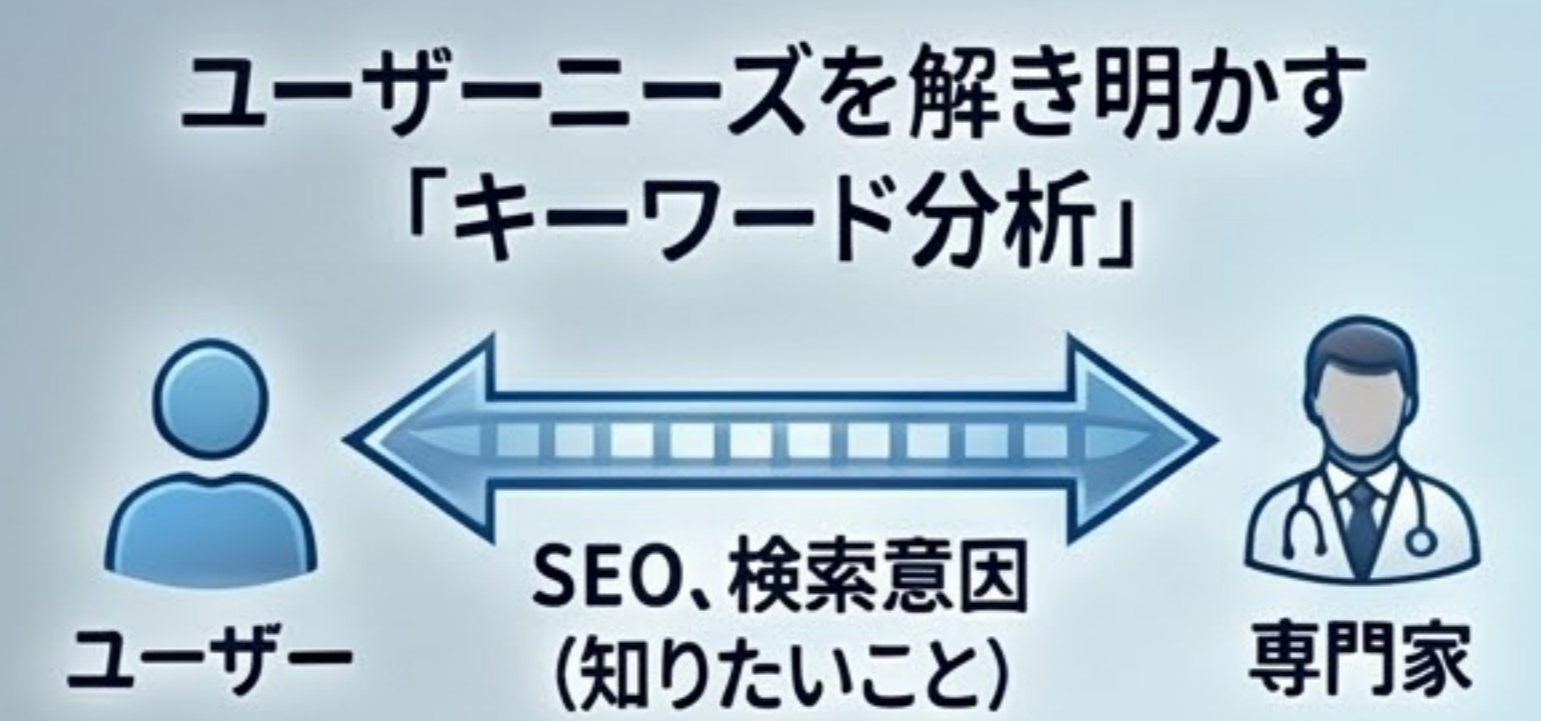 ユーザーニーズを解き明かす
「キーワード分析」
SEO、検索意因
(知りたいこと)
ユーザー
専門家